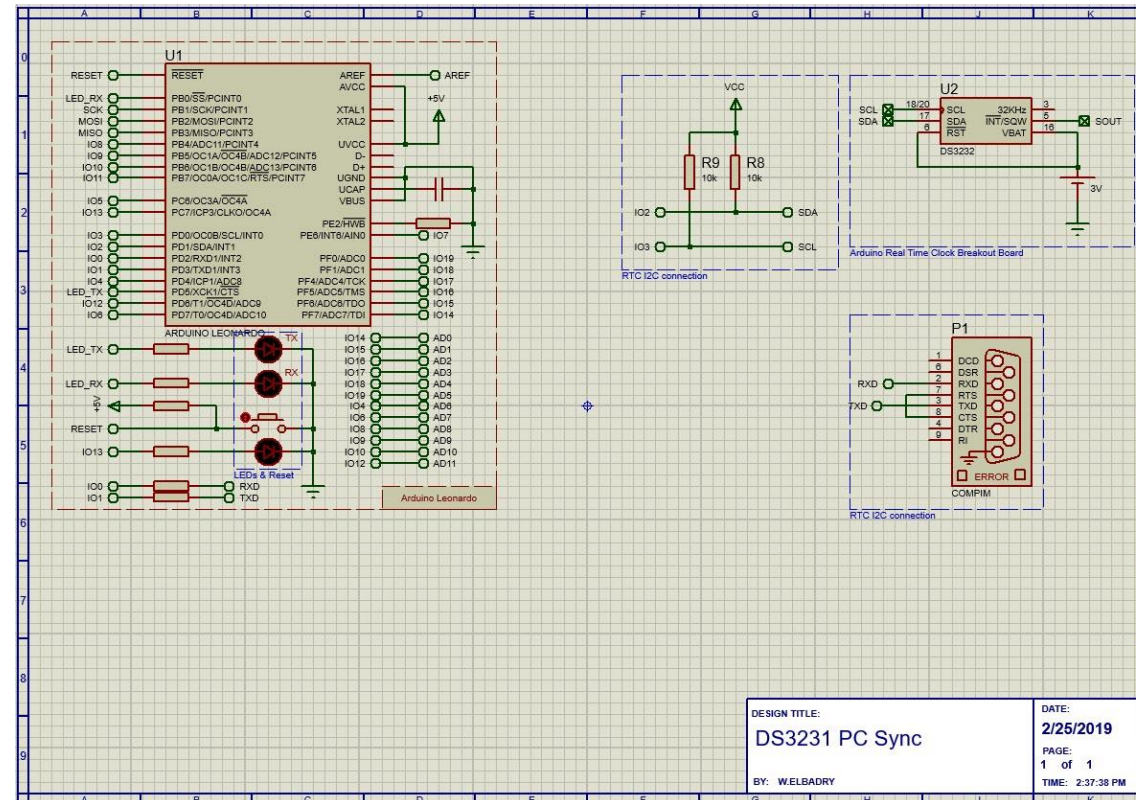 A B C D E F G H J K
0
1
2
3
4
5
6
7
8
9
U1
RESET
LED_RX
SCK
MOSI
MISO
IO8
IO9
IO10
IO11
IO5
IO13
IO3
IO2
IO0
IO1
IO4
LED_TX
IO12
IO6
RESET
PB0/SS/PCINT0
PB1/SCK/PCINT1
PB2/MOSI/PCINT2
PB3/MISO/PCINT3
PB4/ADC11/PCINT4
PB5/OC1A/OC4B/ADC12/PCINT5
PB6/OC1B/OC4B/ADC13/PCINT6
PB7/OC0A/OC1C/RTS/PCINT7
PC6/OC3A/OC4A
PC7/ICP3/CLKO/OC4A
PD0/OC0B/SCL/INT0
PD1/SDA/INT1
PD2/RXD1/INT2
PD3/TXD1/INT3
PD4/ICP1/ADC8
PD5/XCK1/CTS
PD6/T1/OC4D/ADC9
PD7/T0/OC4D/ADC10
AREF
AVCC
XTAL1
XTAL2
UVCC
D-
D+
UGND
UCAP
VBUS
PE2/HWB
PE6/INT6/AIN0
PF0/ADC0
PF1/ADC1
PF4/ADC4/TCK
PF5/ADC5/TMS
PF6/ADC6/TDO
PF7/ADC7/TDI
AREF
+5V
IO7
IO19
IO18
IO17
IO16
IO15
IO14
ARDUINO LEONARDO
LED_TX
TX
LED_RX
RX
+5V
RESET
IO13
LEDs & Reset
IO0 RXD
IO1 TXD
IO14 AD0
IO15 AD1
IO16 AD2
IO17 AD3
IO18 AD4
IO19 AD5
IO4 AD6
IO6 AD7
IO8 AD8
IO9 AD9
IO10 AD10
IO12 AD11
Arduino Leonardo
VCC
R9
10k
R8
10k
IO2 SDA
IO3 SCL
RTC I2C connection
U2
SCL 18/20 SCL 32KHz 3
SDA 17 SDA INT/SQW 5 SOUT
6 RST VBAT 16
DS3232
3V
Arduino Real Time Clock Breakout Board
P1
1 DCD
6 DSR
RXD 2 RXD
7 RTS
TXD 3 TXD
8 CTS
4 DTR
9 RI
ERROR
COMPIM
RTC I2C connection
DESIGN TITLE:
DS3231 PC Sync
BY: W.ELBADRY
DATE:
2/25/2019
PAGE:
1 of 1
TIME: 2:37:38 PM
A B C D E F G H J K